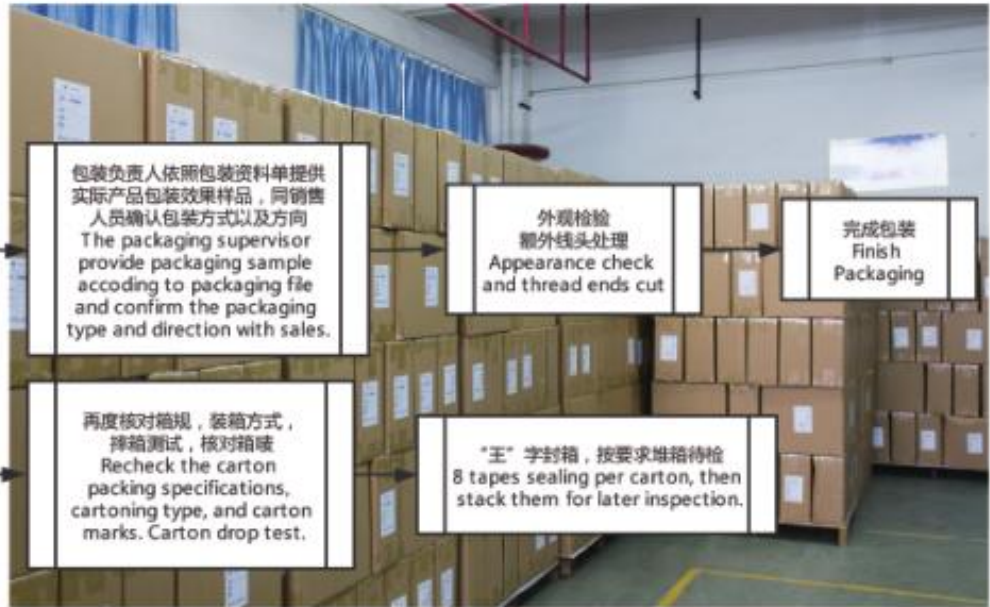 包装负责人依照包装资料单提供
实际产品包装效果样品，同销售
人员确认包装方式以及方向
The packaging supervisor
provide packaging sample
accoding to packaging file
and confirm the packaging
type and direction with sales.
外观检验
额外线头处理
Appearance check
and thread ends cut
完成包装
Finish
Packaging
再度核对箱规，装箱方式，
摔箱测试，核对箱唛
Recheck the carton
packing specifications,
cartoning type, and carton
marks. Carton drop test.
“王”字封箱，按要求堆箱待检
8 tapes sealing per carton, then
stack them for later inspection.